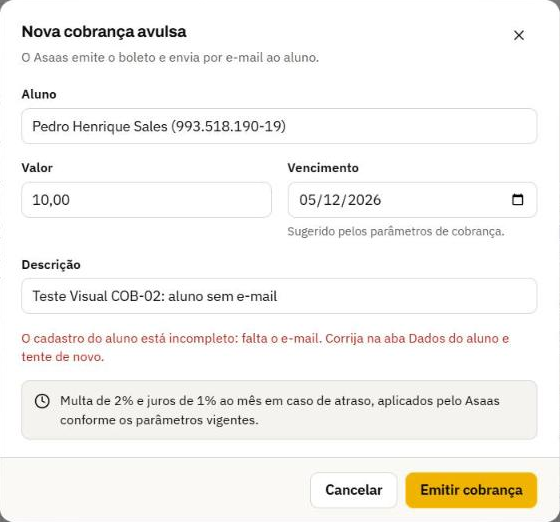 Nova cobrança avulsa
O Asaas emite o boleto e envia por e-mail ao aluno.
Aluno
Pedro Henrique Sales (993.518.190-19)
Valor
Vencimento
10,00
05/12/2026
Sugerido pelos parâmetros de cobrança.
Descrição
Teste Visual COB-02: aluno sem e-mail
O cadastro do aluno está incompleto: falta o e-mail. Corrija na aba Dados do aluno e
tente de novo.
Multa de 2% e juros de 1% ao mês em caso de atraso, aplicados pelo Asaas
conforme os parâmetros vigentes.
Cancelar
Emitir cobrança